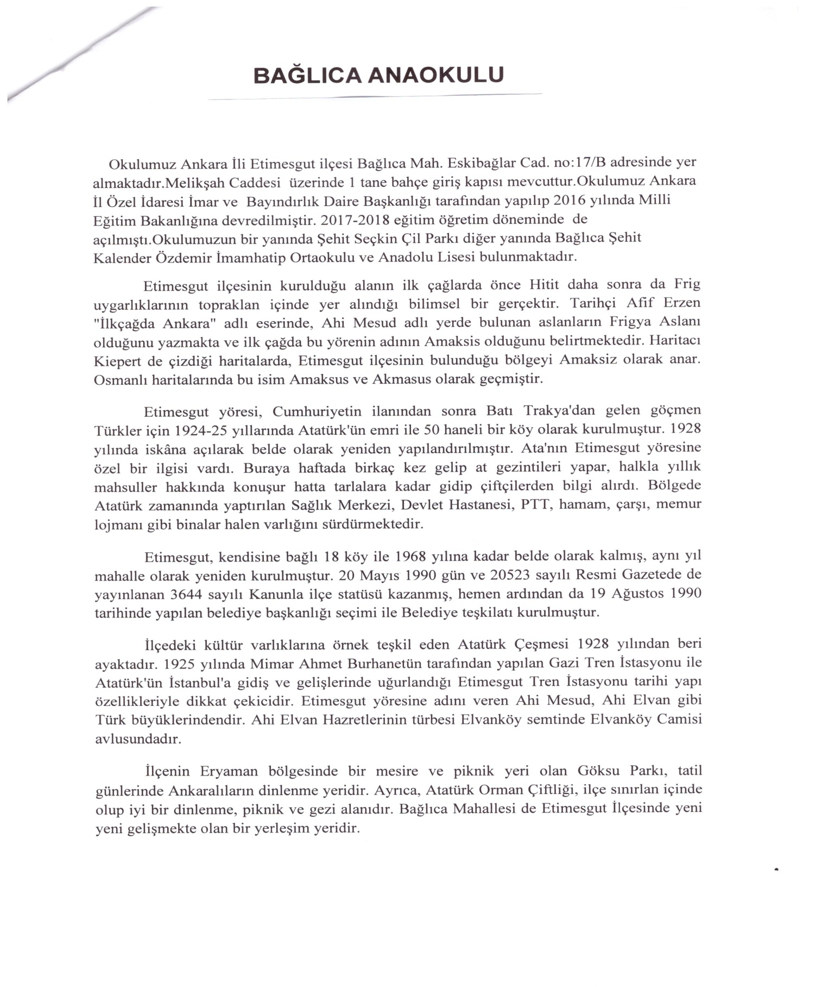 BAĞLICA ANAOKULU
Okulumuz Ankara İli Etimesgut ilçesi Bağlıca Mah. Eskibağlar Cad. no:17/B adresinde yer
almaktadır.Melikşah Caddesi  üzerinde 1 tane bahçe giriş kapısı mevcuttur.Okulumuz Ankara
İl Özel İdaresi İmar ve  Bayındırlık Daire Başkanlığı tarafından yapılıp 2016 yılında Milli
Eğitim Bakanlığına devredilmiştir. 2017-2018 eğitim öğretim döneminde  de
açılmıştı.Okulumuzun bir yanında Şehit Seçkin Çil Parkı diğer yanında Bağlıca Şehit
Kalender Özdemir İmamhatip Ortaokulu ve Anadolu Lisesi bulunmaktadır.
Etimesgut ilçesinin kurulduğu alanın ilk çağlarda önce Hitit daha sonra da Frig
uygarlıklarının topraklan içinde yer alındığı bilimsel bir gerçektir. Tarihçi Afif Erzen
"İlkçağda Ankara" adlı eserinde, Ahi Mesud adlı yerde bulunan aslanların Frigya Aslanı
olduğunu yazmakta ve ilk çağda bu yörenin adının Amaksis olduğunu belirtmektedir. Haritacı
Kiepert de çizdiği haritalarda, Etimesgut ilçesinin bulunduğu bölgeyi Amaksiz olarak anar.
Osmanlı haritalarında bu isim Amaksus ve Akmasus olarak geçmiştir.
Etimesgut yöresi, Cumhuriyetin ilanından sonra Batı Trakya'dan gelen göçmen
Türkler için 1924-25 yıllarında Atatürk'ün emri ile 50 haneli bir köy olarak kurulmuştur. 1928
yılında iskâna açılarak belde olarak yeniden yapılandırılmıştır. Ata'nın Etimesgut yöresine
özel bir ilgisi vardı. Buraya haftada birkaç kez gelip at gezintileri yapar, halkla yıllık
mahsuller hakkında konuşur hatta tarlalara kadar gidip çiftçilerden bilgi alırdı. Bölgede
Atatürk zamanında yaptırılan Sağlık Merkezi, Devlet Hastanesi, PTT, hamam, çarşı, memur
lojmanı gibi binalar halen varlığını sürdürmektedir.
Etimesgut, kendisine bağlı 18 köy ile 1968 yılına kadar belde olarak kalmış, aynı yıl
mahalle olarak yeniden kurulmuştur. 20 Mayıs 1990 gün ve 20523 sayılı Resmi Gazetede de
yayınlanan 3644 sayılı Kanunla ilçe statüsü kazanmış, hemen ardından da 19 Ağustos 1990
tarihinde yapılan belediye başkanlığı seçimi ile Belediye teşkilatı kurulmuştur.
İlçedeki kültür varlıklarına örnek teşkil eden Atatürk Çeşmesi 1928 yılından beri
ayaktadır. 1925 yılında Mimar Ahmet Burhanetün tarafından yapılan Gazi Tren İstasyonu ile
Atatürk'ün İstanbul'a gidiş ve gelişlerinde uğurlandığı Etimesgut Tren İstasyonu tarihi yapı
özellikleriyle dikkat çekicidir. Etimesgut yöresine adını veren Ahi Mesud, Ahi Elvan gibi
Türk büyüklerindendir. Ahi Elvan Hazretlerinin türbesi Elvanköy semtinde Elvanköy Camisi
avlusundadır.
İlçenin Eryaman bölgesinde bir mesire ve piknik yeri olan Göksu Parkı, tatil
günlerinde Ankaralıların dinlenme yeridir. Ayrıca, Atatürk Orman Çiftliği, ilçe sınırlan içinde
olup iyi bir dinlenme, piknik ve gezi alanıdır. Bağlıca Mahallesi de Etimesgut İlçesinde yeni
yeni gelişmekte olan bir yerleşim yeridir.